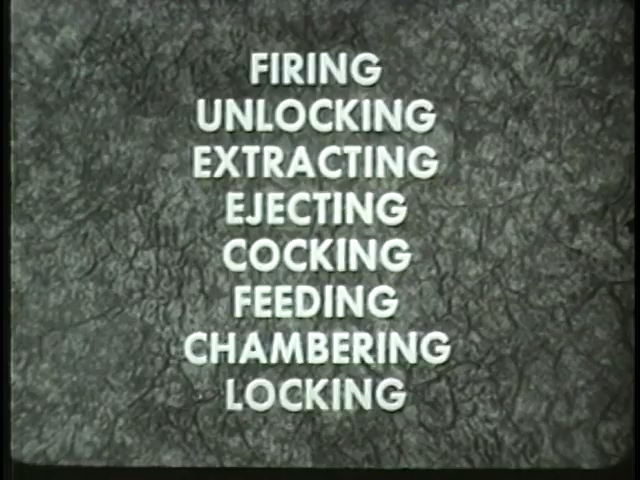 FIRING
UNLOCKING
EXTRACTING
EJECTING
COCKING
FEEDING
CHAMBERING
LOCKING